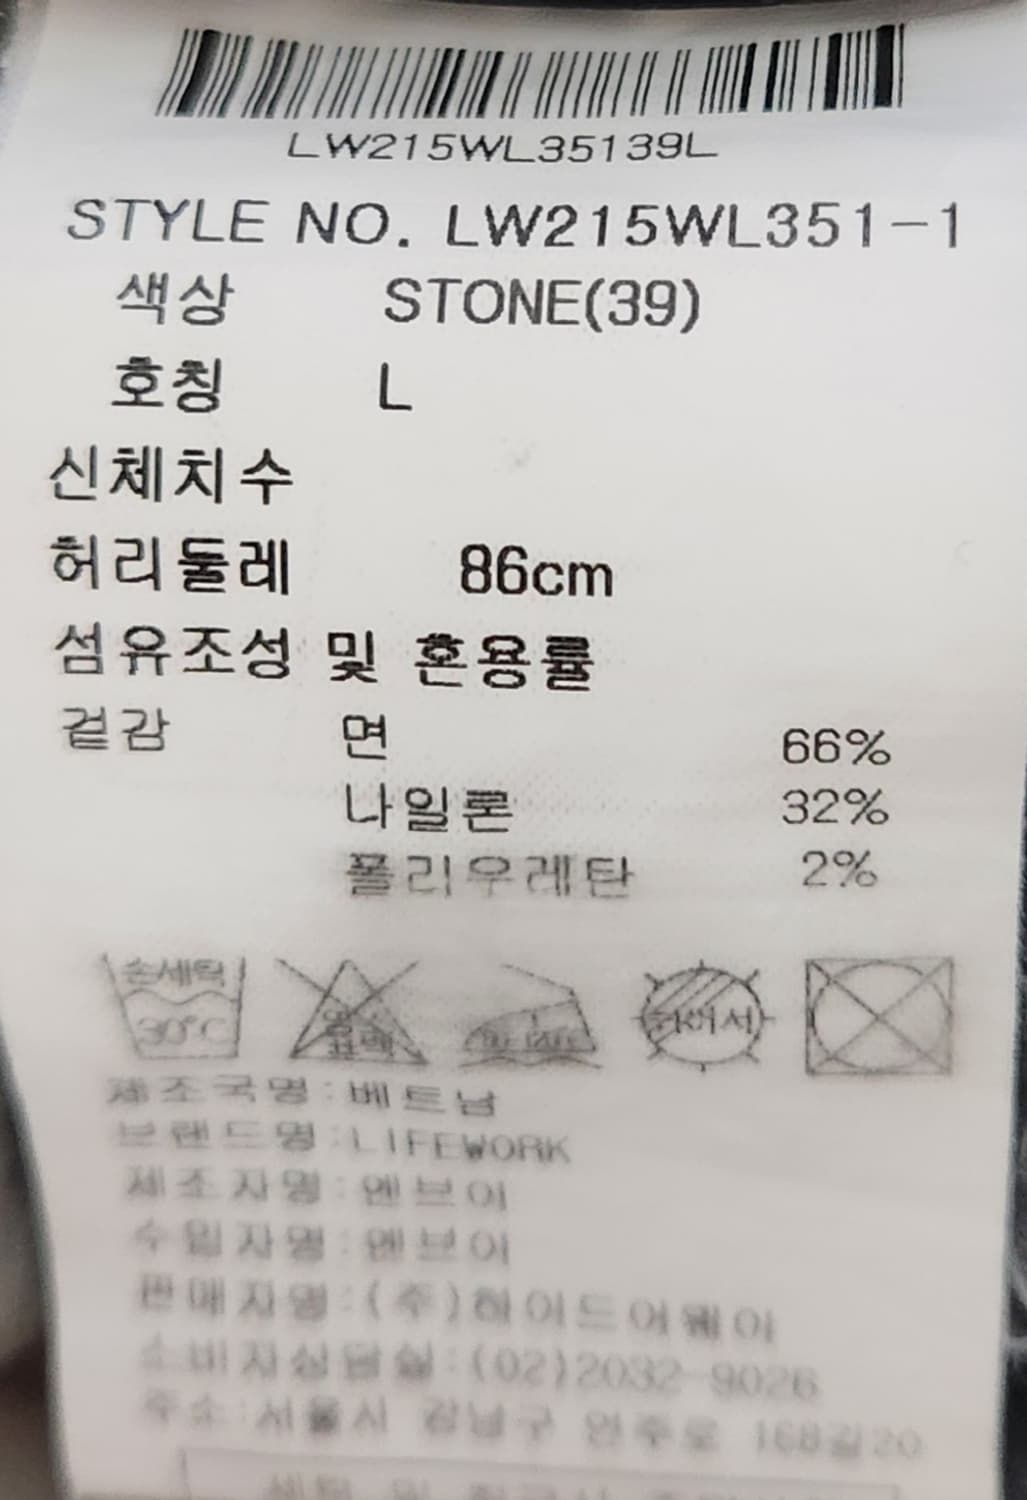 LW215WL35139L
STYLE NO. LW215WL351-1
색상 STONE(39)
호칭 L
신체치수
허리둘레 86cm
섬유조성 및 혼용률
겉감 면 66%
나일론 32%
폴리우레탄 2%
손세탁
30℃
제조국명:베트남
브랜드명:LIFEWORK
제조자명:엔브이
수입자명:엔브이
판매자명:(주)하이드어웨이
소비자상담실:(02)2032-9026
주소:서울시 강남구 언주로 168길20